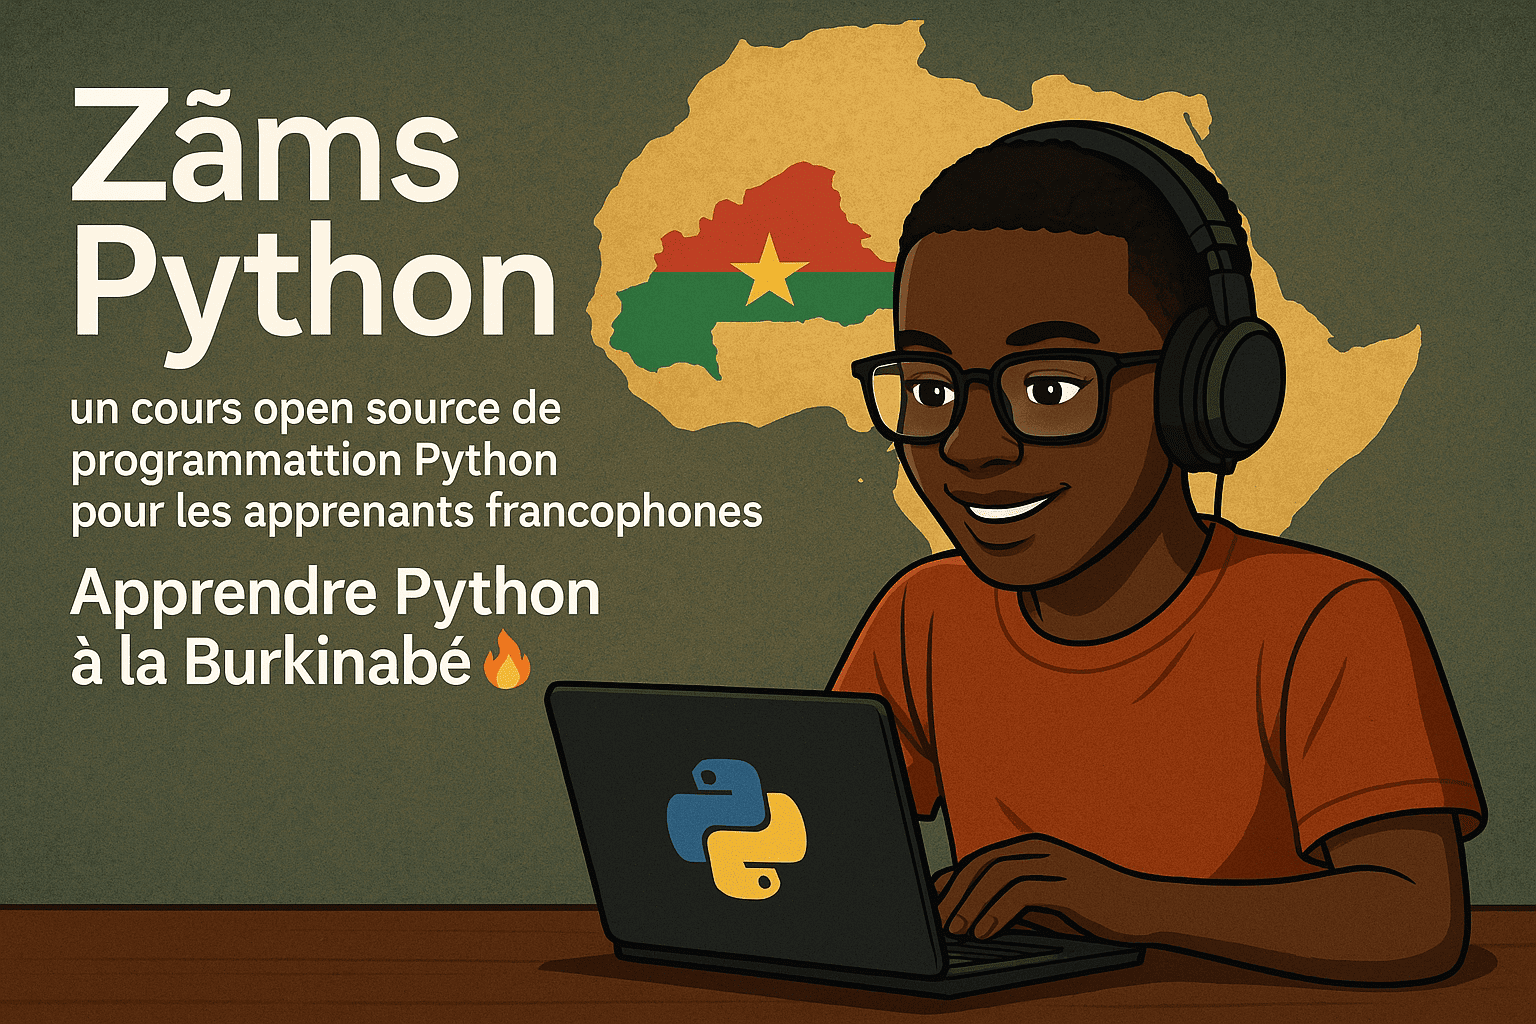 Zãms
Python
un cours open source de
programmattion Python
pour les apprenants francophones
Apprendre Python
à la Burkinabé🔥